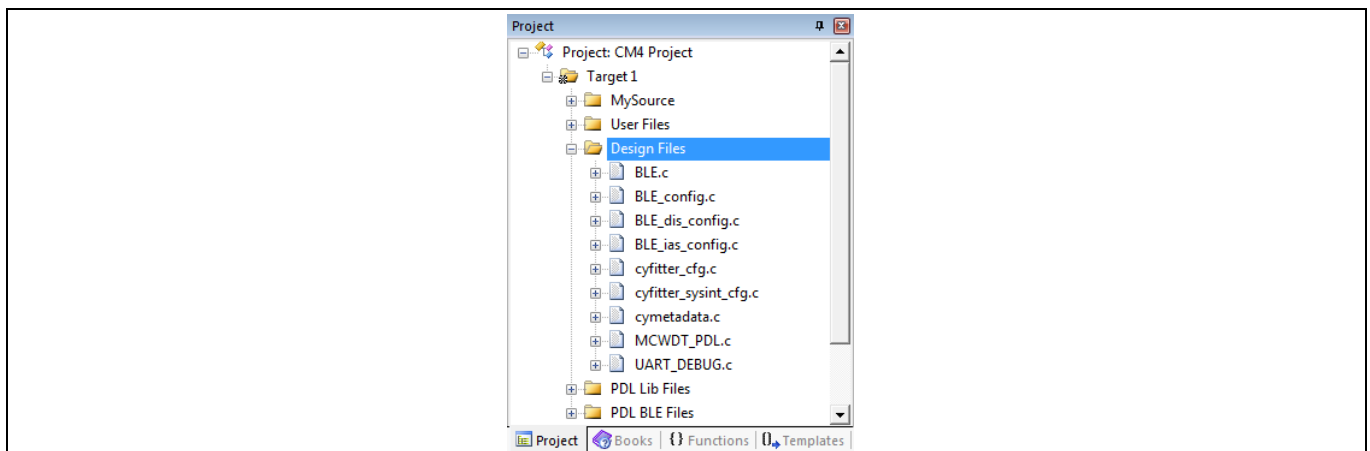 Project
Project: CM4 Project
Target 1
MySource
User Files
Design Files
BLE.c
BLE_config.c
BLE_dis_config.c
BLE_ias_config.c
cyfitter_cfg.c
cyfitter_sysint_cfg.c
cymetadata.c
MCWDT_PDL.c
UART_DEBUG.c
PDL Lib Files
PDL BLE Files
Project Books {} Functions 0 Templates